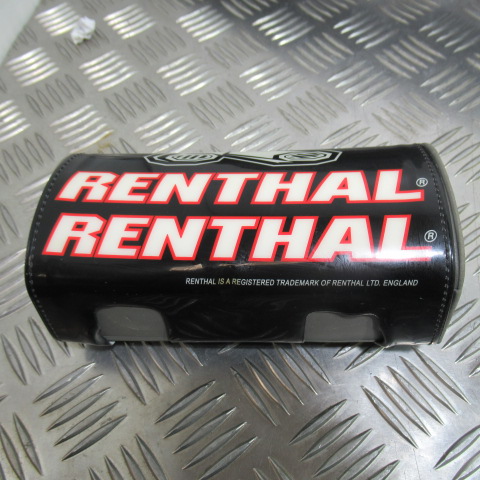 RENTHAL®
RENTHAL®
RENTHAL IS A REGISTERED TRADEMARK OF RENTHAL LTD. ENGLAND